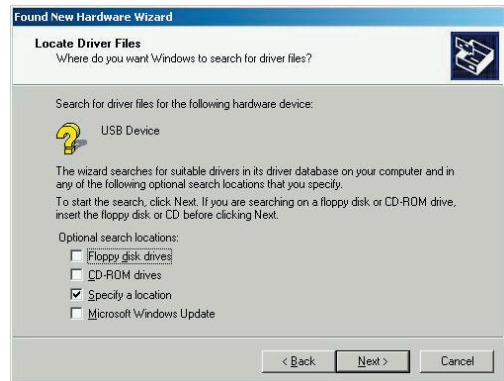 Found New Hardware Wizard
Locate Driver Files
Where do you want Windows to search for driver files?
Search for driver files for the following hardware device:
USB Device
The wizard searches for suitable drivers in its driver database on your computer and in
any of the following optional search locations that you specify.
To start the search, click Next. If you are searching on a floppy disk or CD-ROM drive,
insert the floppy disk or CD before clicking Next.
Optional search locations:
Floppy disk drives
CD-ROM drives
Specify a location
Microsoft Windows Update
< Back
Next >
Cancel